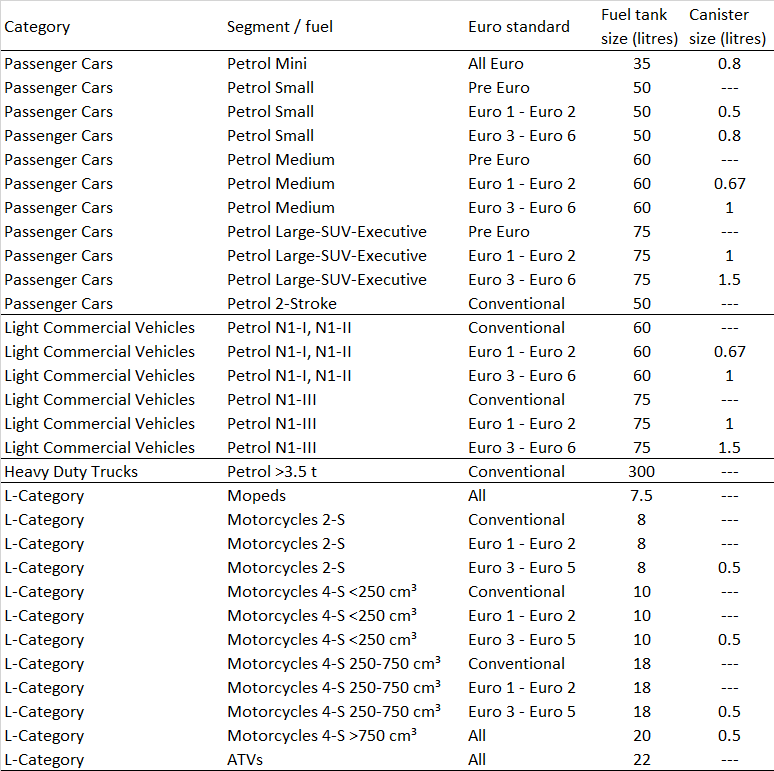 Category Segment / fuel Euro standard Fuel tank size (litres) Canister size (litres)
Passenger Cars Petrol Mini All Euro 35 0.8
Passenger Cars Petrol Small Pre Euro 50 ---
Passenger Cars Petrol Small Euro 1 - Euro 2 50 0.5
Passenger Cars Petrol Small Euro 3 - Euro 6 50 0.8
Passenger Cars Petrol Medium Pre Euro 60 ---
Passenger Cars Petrol Medium Euro 1 - Euro 2 60 0.67
Passenger Cars Petrol Medium Euro 3 - Euro 6 60 1
Passenger Cars Petrol Large-SUV-Executive Pre Euro 75 ---
Passenger Cars Petrol Large-SUV-Executive Euro 1 - Euro 2 75 1
Passenger Cars Petrol Large-SUV-Executive Euro 3 - Euro 6 75 1.5
Passenger Cars Petrol 2-Stroke Conventional 50 ---
Light Commercial Vehicles Petrol N1-I, N1-II Conventional 60 ---
Light Commercial Vehicles Petrol N1-I, N1-II Euro 1 - Euro 2 60 0.67
Light Commercial Vehicles Petrol N1-I, N1-II Euro 3 - Euro 6 60 1
Light Commercial Vehicles Petrol N1-III Conventional 75 ---
Light Commercial Vehicles Petrol N1-III Euro 1 - Euro 2 75 1
Light Commercial Vehicles Petrol N1-III Euro 3 - Euro 6 75 1.5
Heavy Duty Trucks Petrol >3.5 t Conventional 300 ---
L-Category Mopeds All 7.5 ---
L-Category Motorcycles 2-S Conventional 8 ---
L-Category Motorcycles 2-S Euro 1 - Euro 2 8 ---
L-Category Motorcycles 2-S Euro 3 - Euro 5 8 0.5
L-Category Motorcycles 4-S <250 cm³ Conventional 10 ---
L-Category Motorcycles 4-S <250 cm³ Euro 1 - Euro 2 10 ---
L-Category Motorcycles 4-S <250 cm³ Euro 3 - Euro 5 10 0.5
L-Category Motorcycles 4-S 250-750 cm³ Conventional 18 ---
L-Category Motorcycles 4-S 250-750 cm³ Euro 1 - Euro 2 18 ---
L-Category Motorcycles 4-S 250-750 cm³ Euro 3 - Euro 5 18 0.5
L-Category Motorcycles 4-S >750 cm³ All 20 0.5
L-Category ATVs All 22 ---